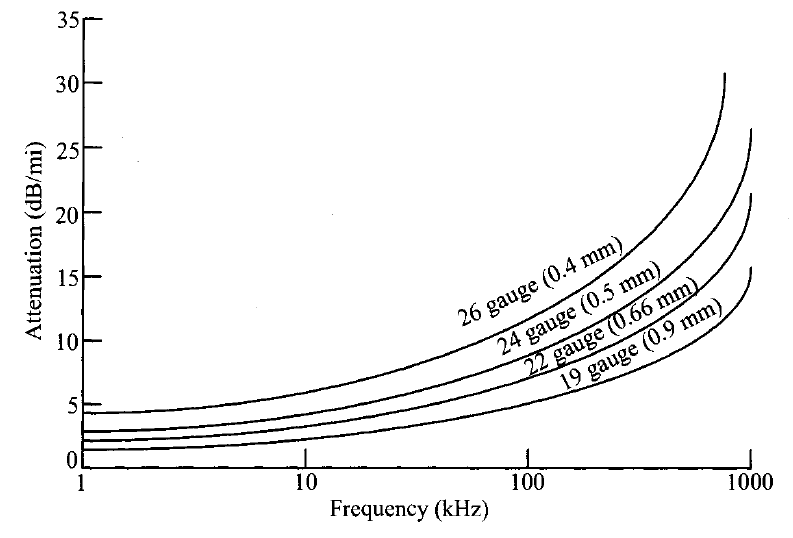 35
30
25
20
15
10
5
0
Attenuation (dB/mi)
26 gauge (0.4 mm)
24 gauge (0.5 mm)
22 gauge (0.66 mm)
19 gauge (0.9 mm)
1
10
100
1000
Frequency (kHz)